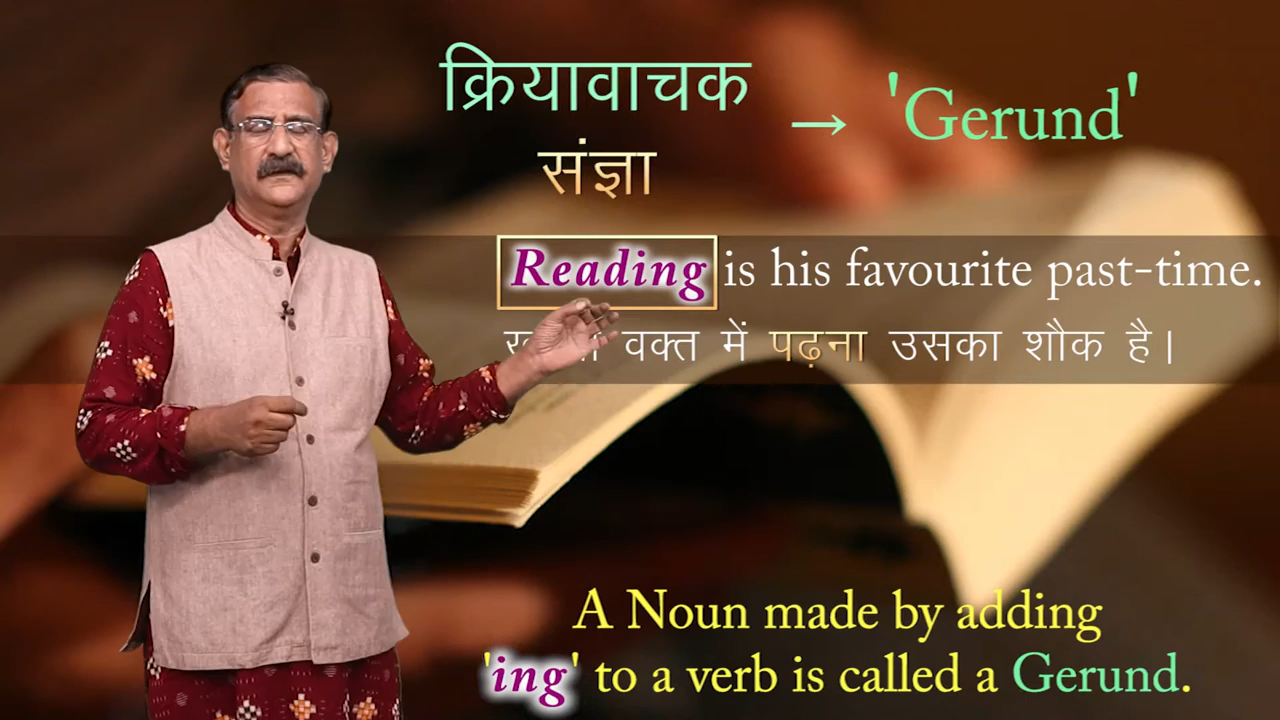 क्रियावाचक → 'Gerund'
संज्ञा
Reading is his favourite past-time.
वक्त में पढ़ना उसका शौक है।
A Noun made by adding
'ing' to a verb is called a Gerund.